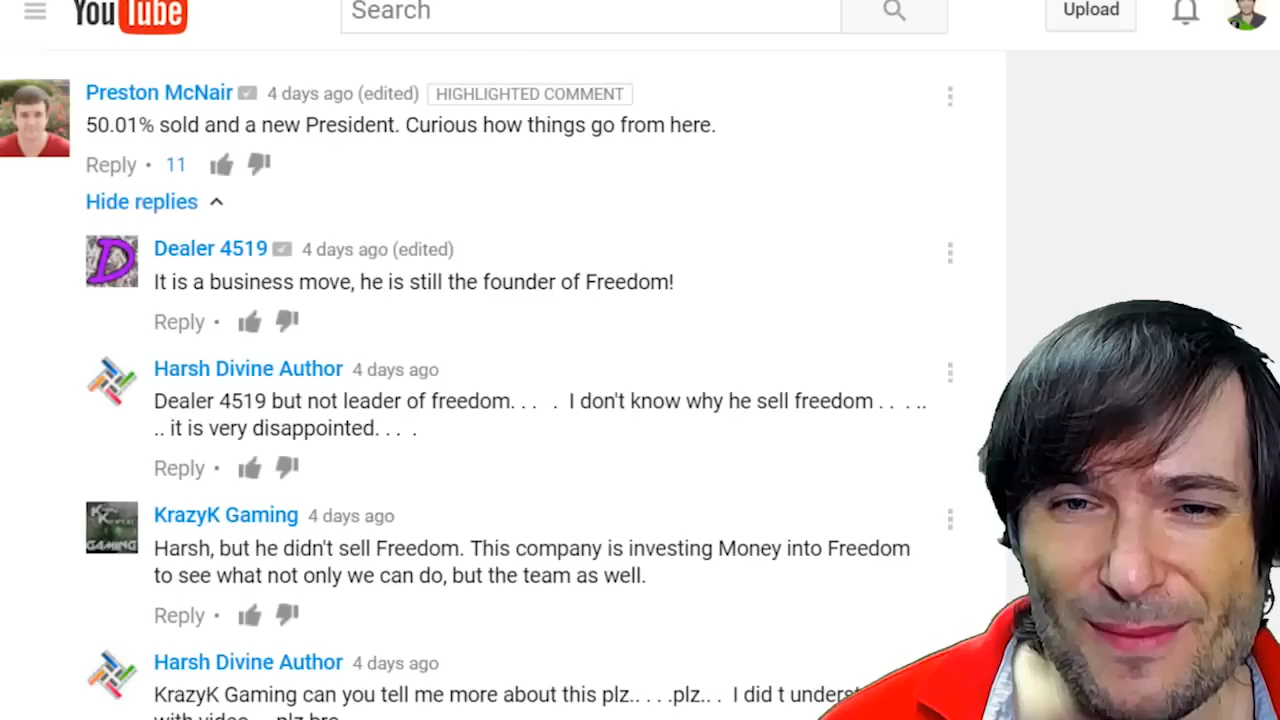 YouTube Search Upload
Preston McNair 4 days ago (edited) HIGHLIGHTED COMMENT
50.01% sold and a new President. Curious how things go from here.
Reply • 11
Hide replies
D
Dealer 4519 4 days ago (edited)
It is a business move, he is still the founder of Freedom!
Reply •
Harsh Divine Author 4 days ago
Dealer 4519 but not leader of freedom. . . . I don't know why he sell freedom . . . ..
.. it is very disappointed. . . .
Reply •
KrazyK Gaming 4 days ago
GAMING
Harsh, but he didn't sell Freedom. This company is investing Money into Freedom
to see what not only we can do, but the team as well.
Reply •
Harsh Divine Author 4 days ago
KrazyK Gaming can you tell me more about this plz.. . . .plz.. . I did t
with video plz bro